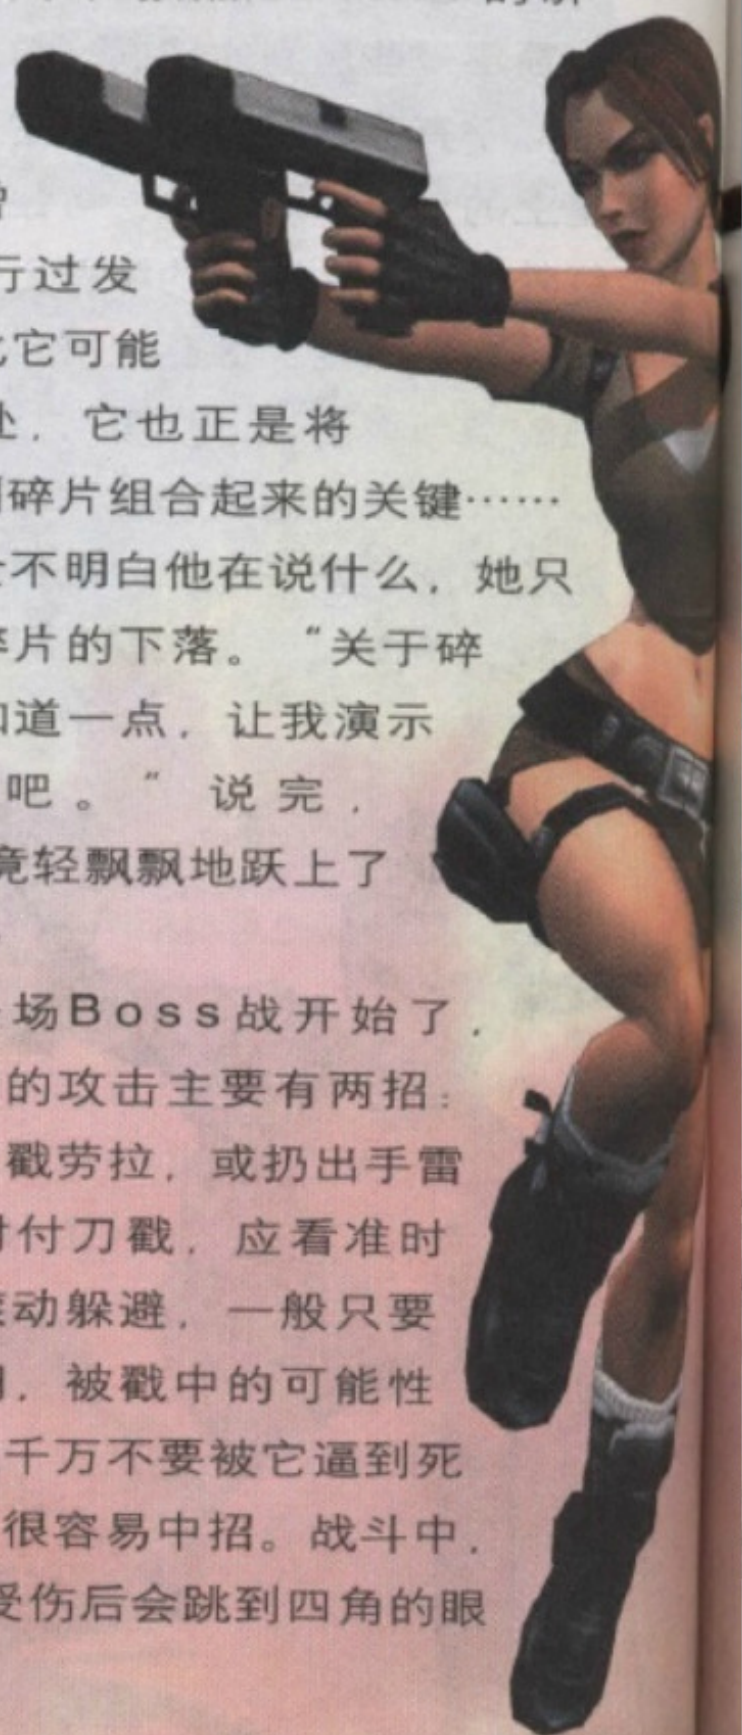 行过发
它可能
处，它也正是将
碎片组合起来的关键……
不明白他在说什么，她只
碎片的下落。“关于碎
知道一点，让我演示
吧。” 说完，
竟轻飘飘地跃上了
场Boss战开始了，
的攻击主要有两招：
戳劳拉，或扔出手雷
对付刀戳，应看准时
滚动躲避，一般只要
，被戳中的可能性
千万不要被它逼到死
很容易中招。战斗中，
受伤后会跳到四角的眼